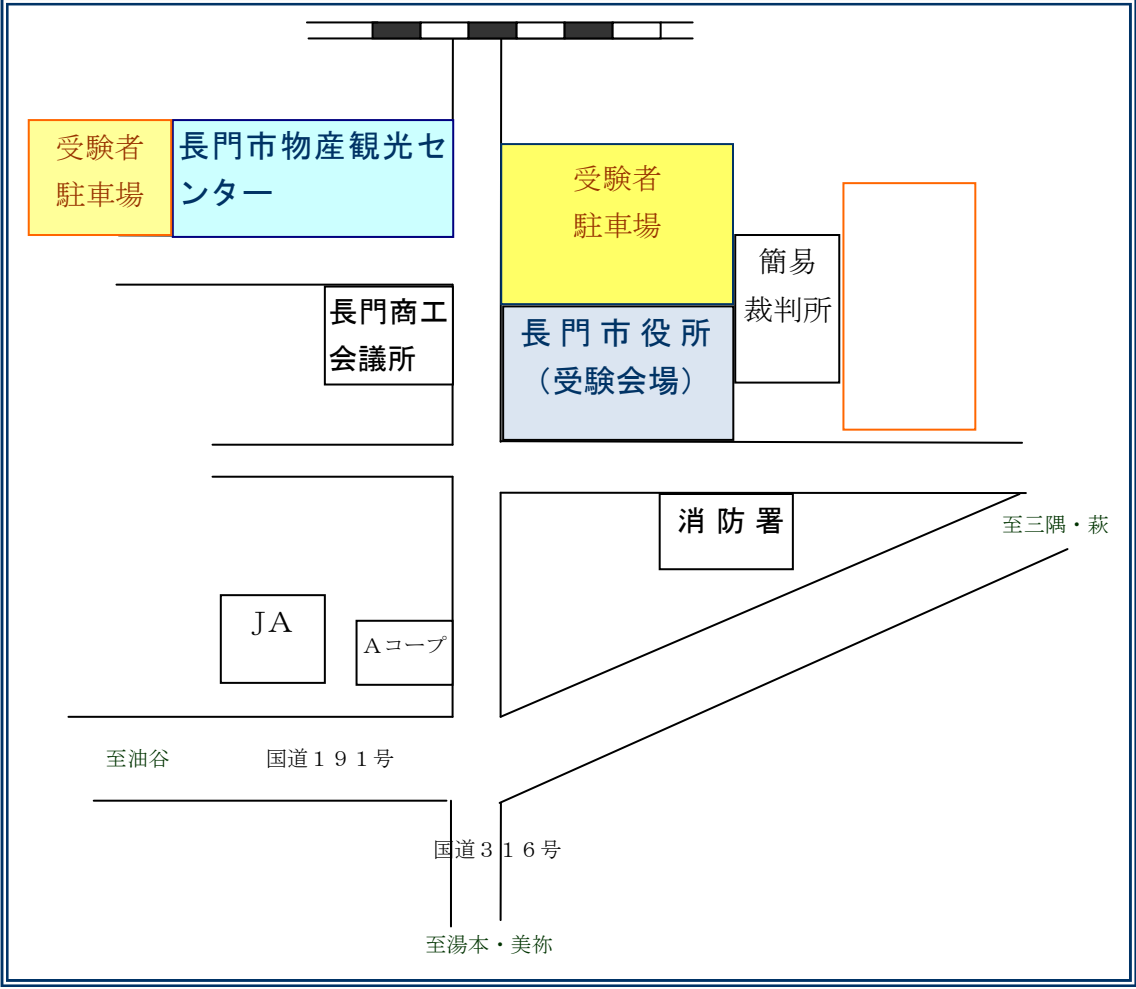 受験者
駐車場
長門市物産観光セ
ンター
受験者
駐車場
簡易
裁判所
長門商工
会議所
長門市役所
（受験会場）
消防署
至三隅・萩
JA
Aコープ
至油谷
国道１９１号
国道３１６号
至湯本・美祢